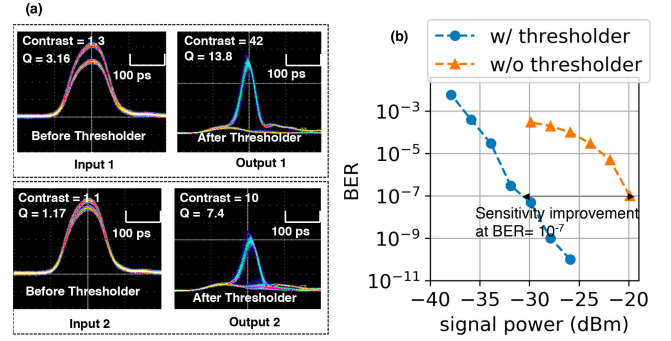 (a)
Contrast = 1.3
Q = 3.16
100 ps
Before Thresholder
Input 1
Contrast = 42
Q = 13.8
100 ps
After Thresholder
Output 1
Contrast = 1.1
Q = 1.17
100 ps
Before Thresholder
Input 2
Contrast = 10
Q = 7.4
100 ps
After Thresholder
Output 2
(b)
w/ thresholder
w/o thresholder
BER
10⁻³
10⁻⁵
10⁻⁷
10⁻⁹
10⁻¹¹
Sensitivity improvement
at BER= 10⁻⁷
−40
−35
−30
−25
−20
signal power (dBm)